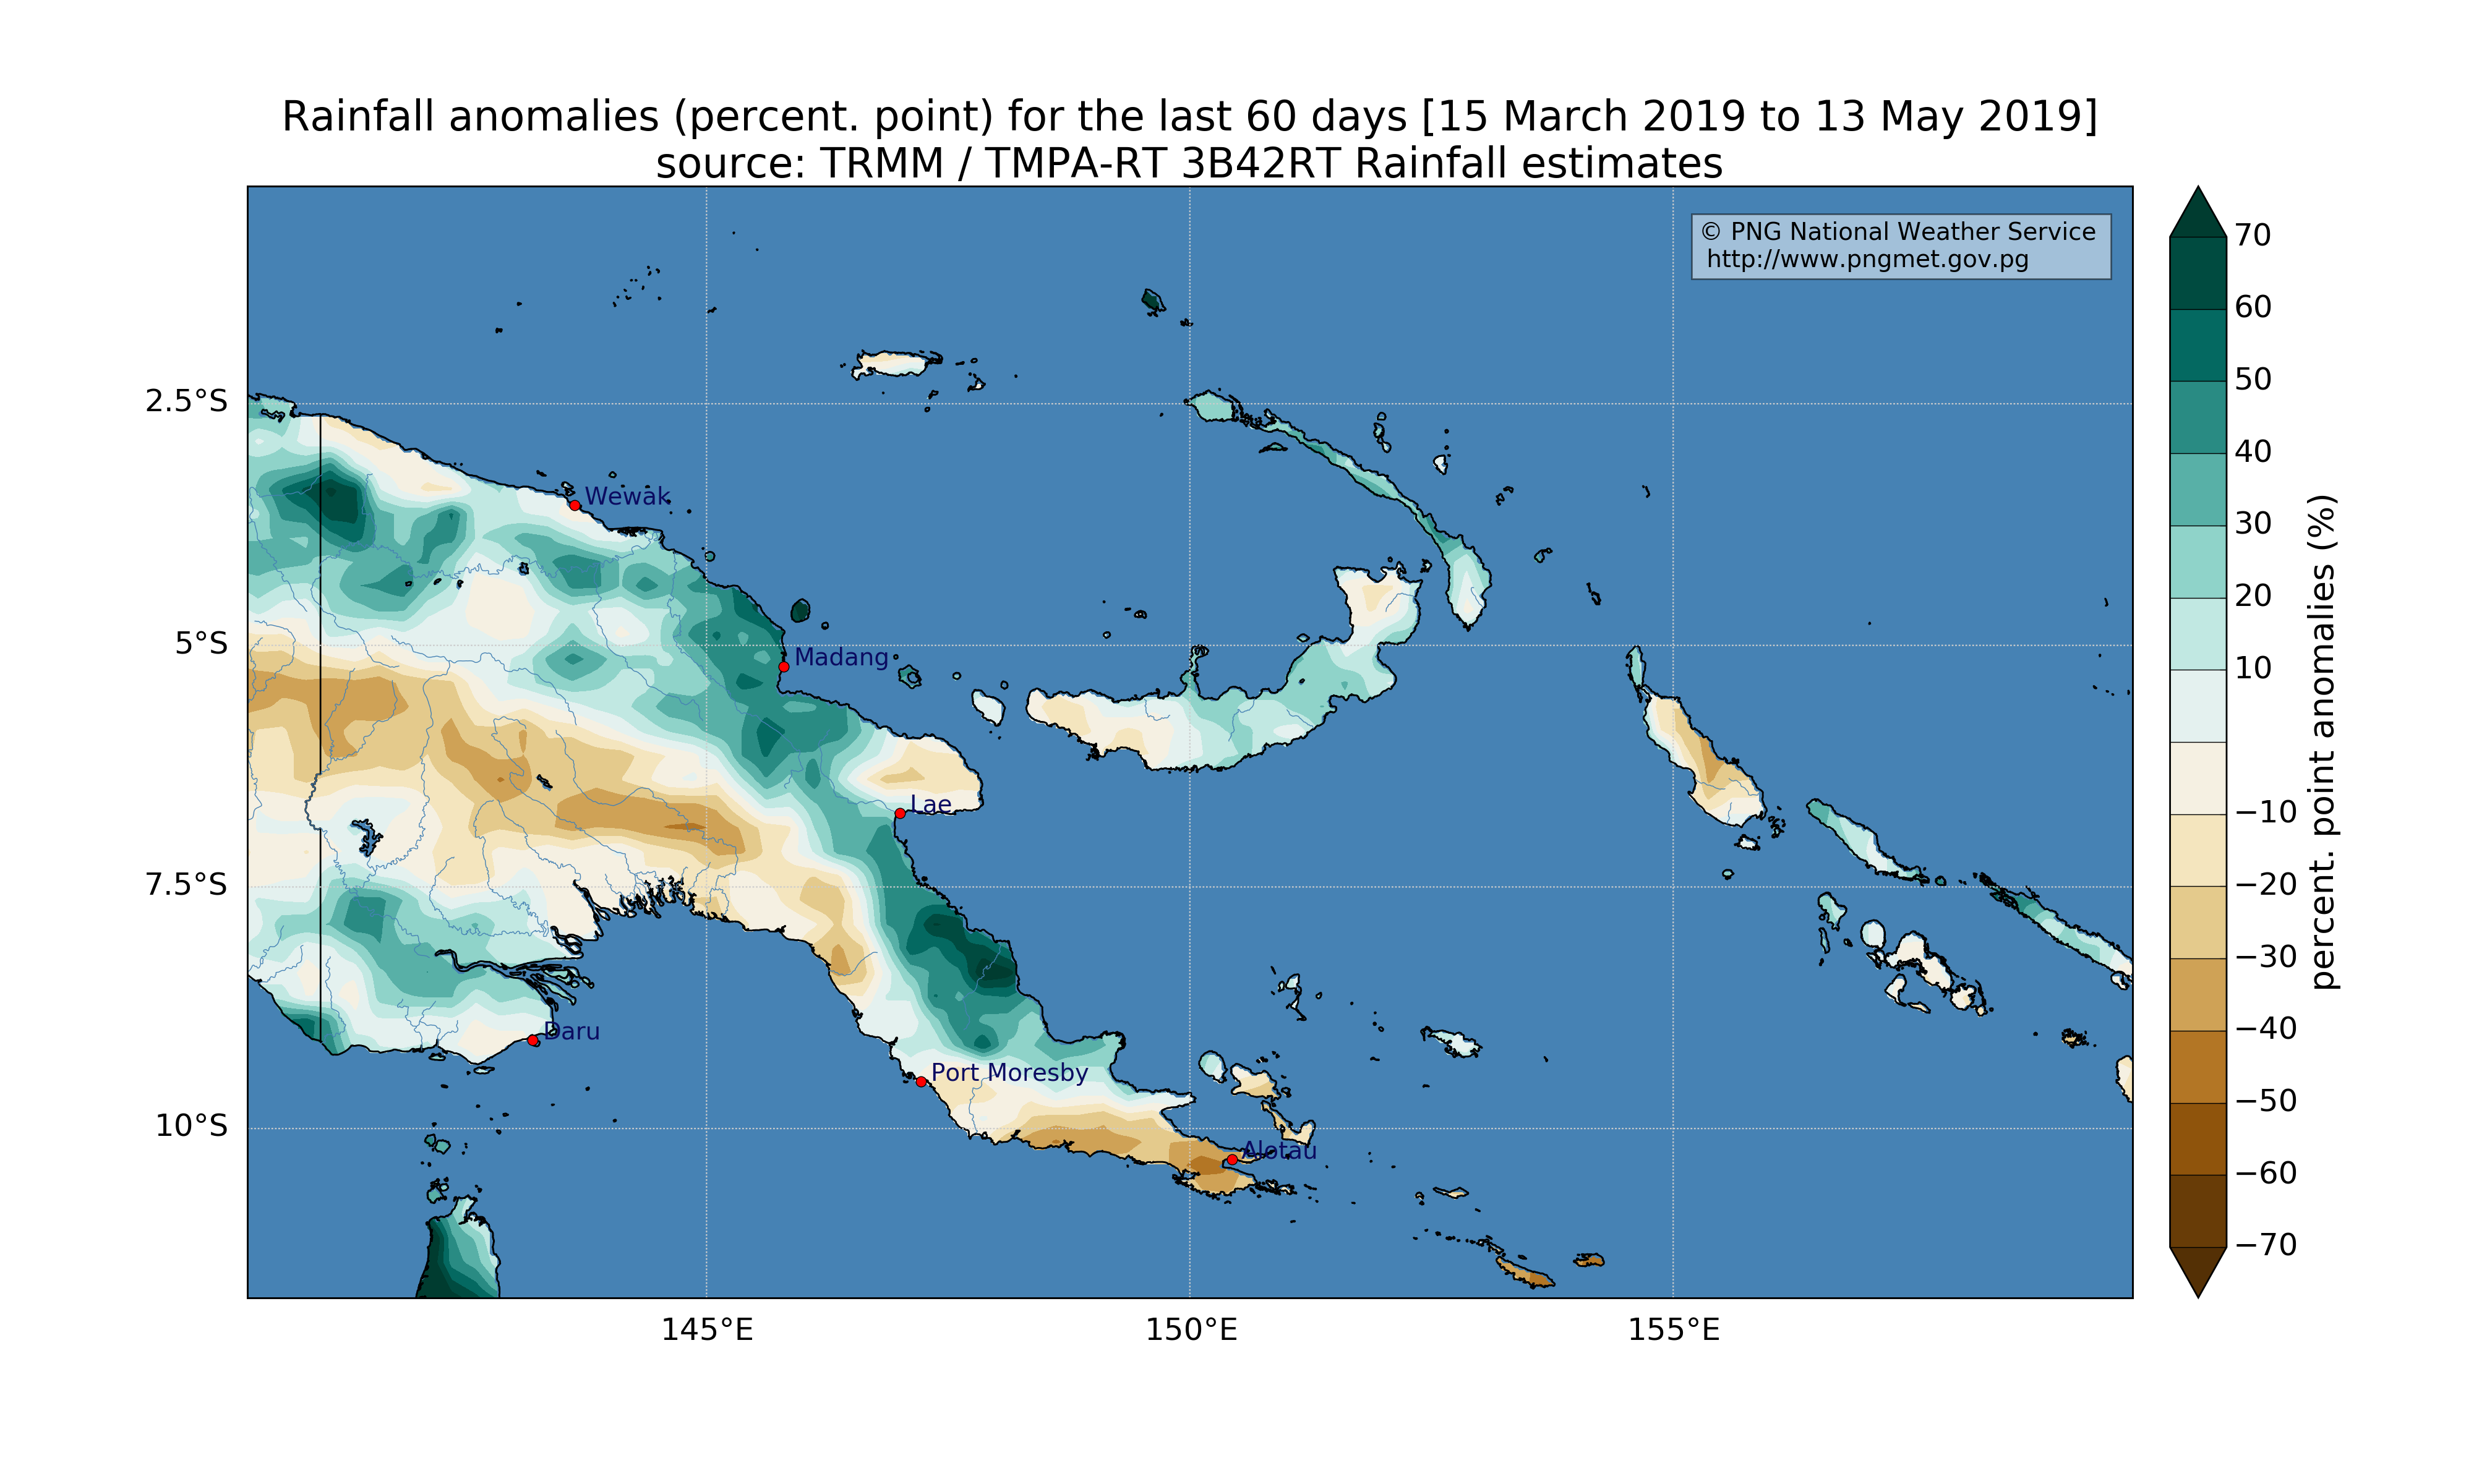 Rainfall anomalies (percent. point) for the last 60 days [15 March 2019 to 13 May 2019]
source: TRMM / TMPA-RT 3B42RT Rainfall estimates
© PNG National Weather Service
http://www.pngmet.gov.pg
2.5°S
5°S
7.5°S
10°S
Wewak
Madang
Lae
Daru
Port Moresby
Alotau
145°E
150°E
155°E
70
60
50
40
30
20
10
−10
−20
−30
−40
−50
−60
−70
percent. point anomalies (%)